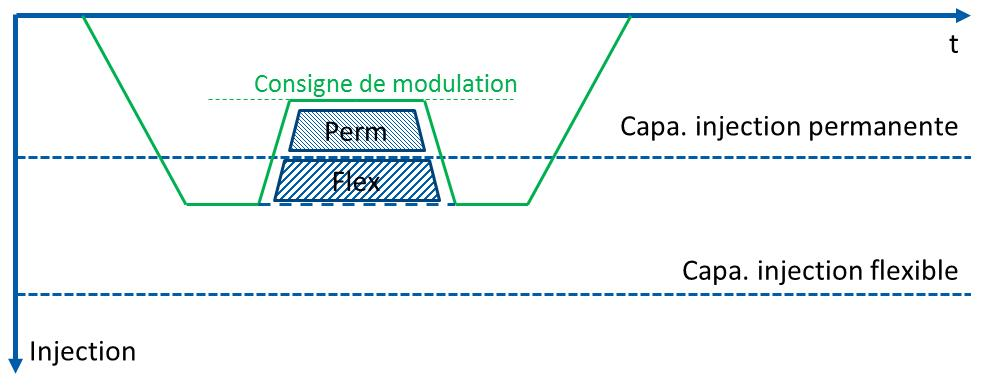 t
Consigne de modulation
Capa. injection permanente
Perm
Flex
Capa. injection flexible
Injection